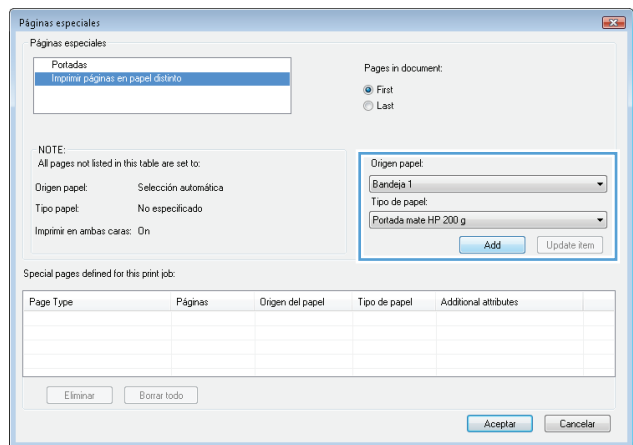 Páginas especiales
Páginas especiales
Portadas
Imprimir páginas en papel distinto
Pages in document:
First
Last
NOTE:
All pages not listed in this table are set to:
Origen papel: Selección automática
Tipo papel: No especificado
Imprimir en ambas caras: On
Origen papel:
Bandeja 1
Tipo de papel:
Portada mate HP 200 g
Add Update item
Special pages defined for this print job:
Page Type Páginas Origen del papel Tipo de papel Additional attributes
Eliminar Borrar todo
Aceptar Cancelar